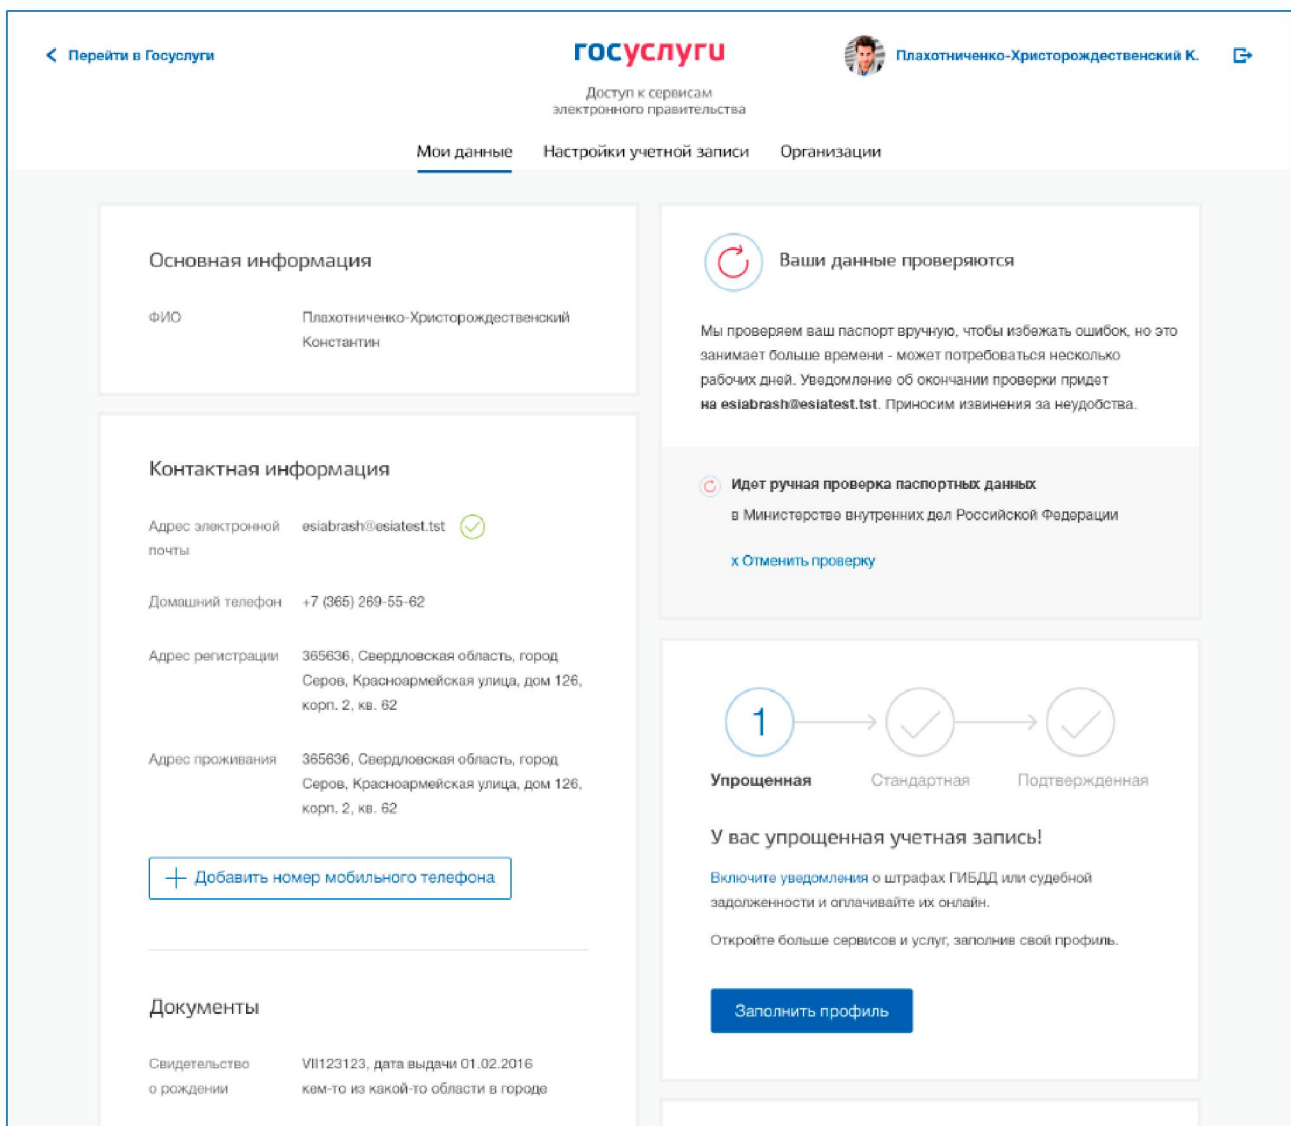 Перейти в Госуслуги
госуслуги
Плахотниченко-Христорождественский К.
Доступ к сервисам
электронного правительства
Мои данные
Настройки учетной записи
Организации
Основная информация
ФИО
Плахотниченко-Христорождественский
Константин
Контактная информация
Адрес электронной
почты
esiabrash@esiatest.tst
Домашний телефон
+7 (365) 269-55-62
Адрес регистрации
365636, Свердловская область, город
Серов, Красноармейская улица, дом 126,
корп. 2, кв. 62
Адрес проживания
365636, Свердловская область, город
Серов, Красноармейская улица, дом 126,
корп. 2, кв. 62
Добавить номер мобильного телефона
Документы
Свидетельство
о рождении
VII123123, дата выдачи 01.02.2016
кем-то из какой-то области в городе
Ваши данные проверяются
Мы проверяем ваш паспорт вручную, чтобы избежать ошибок, но это
занимает больше времени - может потребоваться несколько
рабочих дней. Уведомление об окончании проверки придет
на esiabrash@esiatest.tst. Приносим извинения за неудобства.
Идет ручная проверка паспортных данных
в Министерстве внутренних дел Российской Федерации
х Отменить проверку
1
Упрощенная
Стандартная
Подтвержденная
У вас упрощенная учетная запись!
Включите уведомления о штрафах ГИБДД или судебной
задолженности и оплачивайте их онлайн.
Откройте больше сервисов и услуг, заполнив свой профиль.
Заполнить профиль